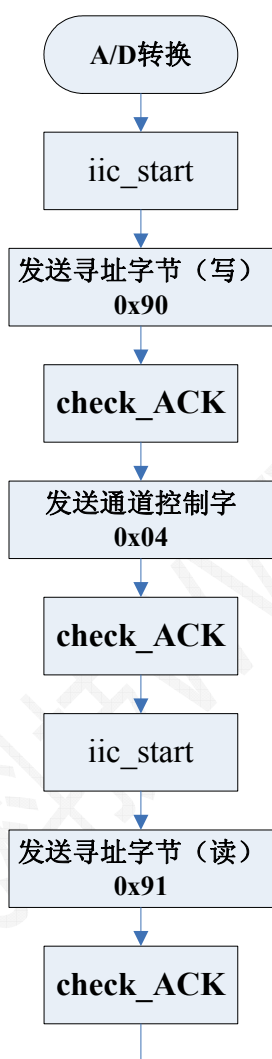 A/D转换
iic_start
发送寻址字节（写）
0x90
check_ACK
发送通道控制字
0x04
check_ACK
iic_start
发送寻址字节（读）
0x91
check_ACK